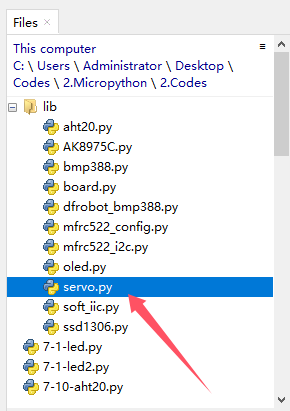 Files ×
This computer ≡
C: \ Users \ Administrator \ Desktop \
Codes \ 2.Micropython \ 2.Codes
lib
aht20.py
AK8975C.py
bmp388.py
board.py
dfrobot_bmp388.py
mfrc522_config.py
mfrc522_i2c.py
oled.py
servo.py
soft_iic.py
ssd1306.py
7-1-led.py
7-1-led2.py
7-10-aht20.py